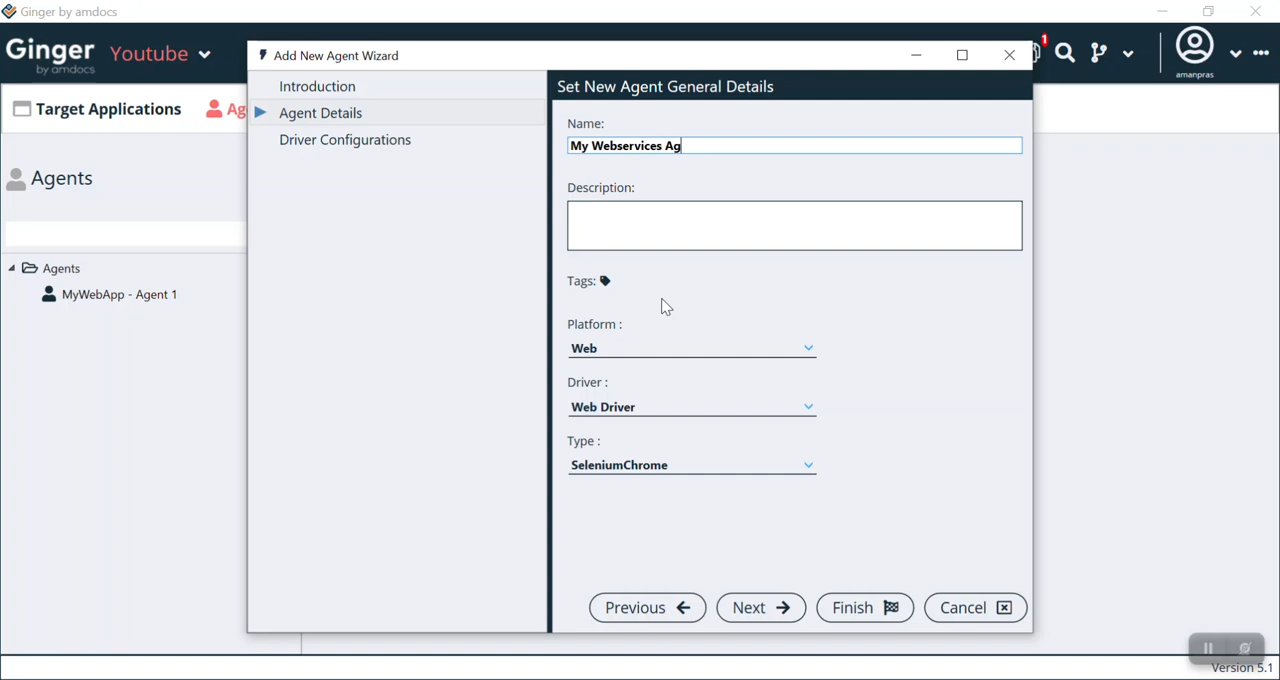 Ginger by amdocs
Ginger
by amdocs
Youtube
1
amanpras
Target Applications
Ag
Agents
Agents
MyWebApp - Agent 1
Add New Agent Wizard
Introduction
Agent Details
Driver Configurations
Set New Agent General Details
Name:
My Webservices Ag
Description:
Tags:
Platform :
Web
Driver :
Web Driver
Type :
SeleniumChrome
Previous
Next
Finish
Cancel
Version 5.1